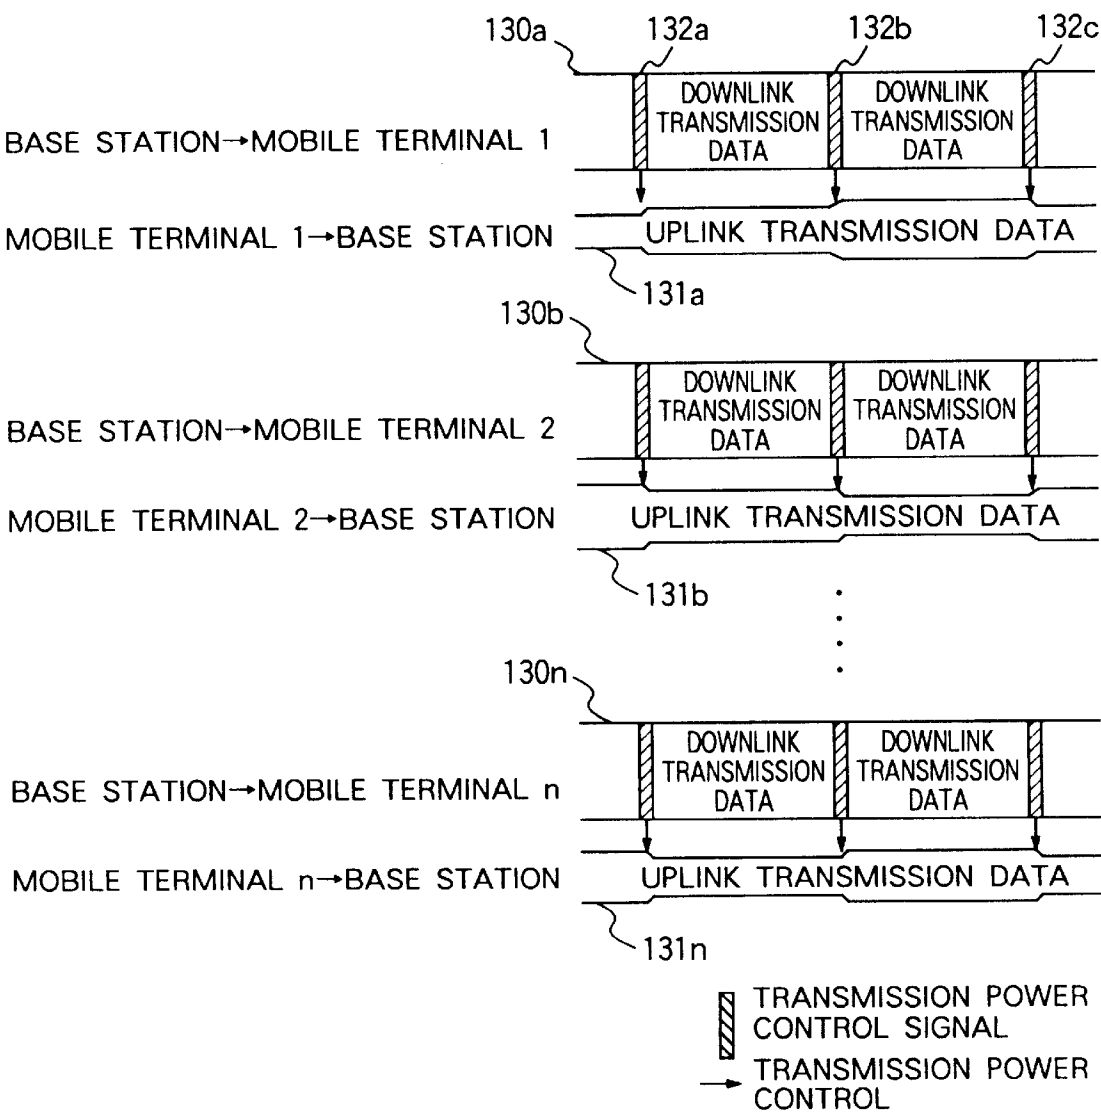 130a 132a 132b 132c
BASE STATION→MOBILE TERMINAL 1
DOWNLINK
TRANSMISSION
DATA
DOWNLINK
TRANSMISSION
DATA
MOBILE TERMINAL 1→BASE STATION
UPLINK TRANSMISSION DATA
131a
130b
BASE STATION→MOBILE TERMINAL 2
DOWNLINK
TRANSMISSION
DATA
DOWNLINK
TRANSMISSION
DATA
MOBILE TERMINAL 2→BASE STATION
UPLINK TRANSMISSION DATA
131b
130n
BASE STATION→MOBILE TERMINAL n
DOWNLINK
TRANSMISSION
DATA
DOWNLINK
TRANSMISSION
DATA
MOBILE TERMINAL n→BASE STATION
UPLINK TRANSMISSION DATA
131n
TRANSMISSION POWER
CONTROL SIGNAL
TRANSMISSION POWER
CONTROL